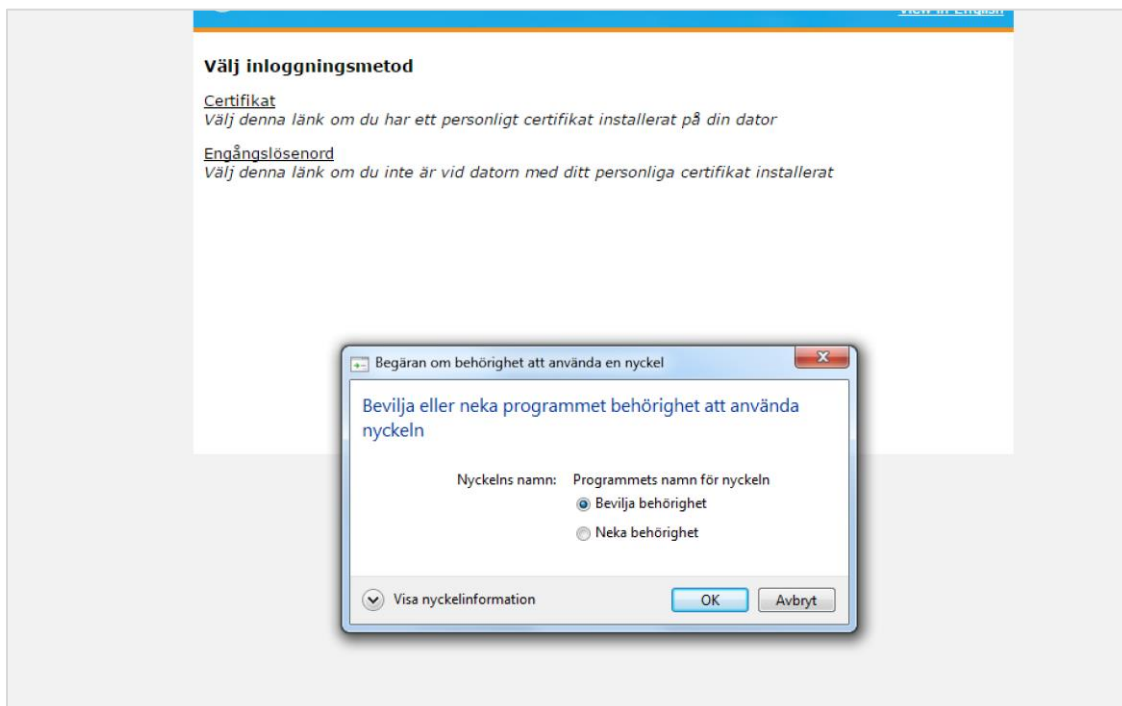 View in English
Välj inloggningsmetod
Certifikat
Välj denna länk om du har ett personligt certifikat installerat på din dator
Engångslösenord
Välj denna länk om du inte är vid datorn med ditt personliga certifikat installerat
Begäran om behörighet att använda en nyckel
Bevilja eller neka programmet behörighet att använda
nyckeln
Nyckelns namn: Programmets namn för nyckeln
Bevilja behörighet
Neka behörighet
Visa nyckelinformation
OK
Avbryt